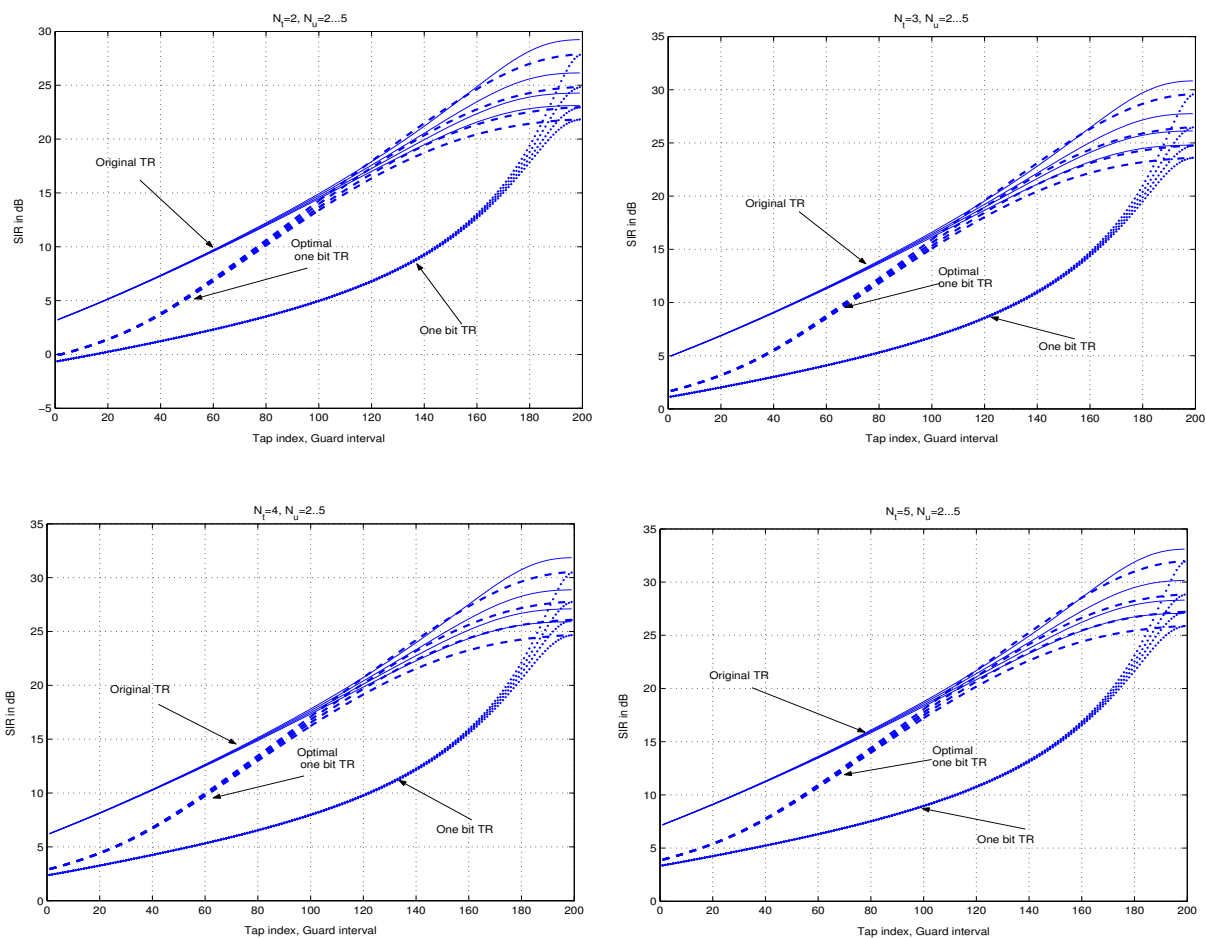 N_t=2, N_u=2...5
30
25
20
15
10
5
0
−5
SIR in dB
Original TR
Optimal
one bit TR
One bit TR
0 20 40 60 80 100 120 140 160 180 200
Tap index, Guard interval
N_t=3, N_u=2...5
35
30
25
20
15
10
5
0
SIR in dB
Original TR
Optimal
one bit TR
One bit TR
0 20 40 60 80 100 120 140 160 180 200
Tap index, Guard interval
N_t=4, N_u=2..5
35
30
25
20
15
10
5
0
SIR in dB
Original TR
Optimal
one bit TR
One bit TR
0 20 40 60 80 100 120 140 160 180 200
Tap index, Guard interval
N_t=5, N_u=2...5
35
30
25
20
15
10
5
0
SIR in dB
Original TR
Optimal
one bit TR
One bit TR
0 20 40 60 80 100 120 140 160 180 200
Tap index, Guard interval